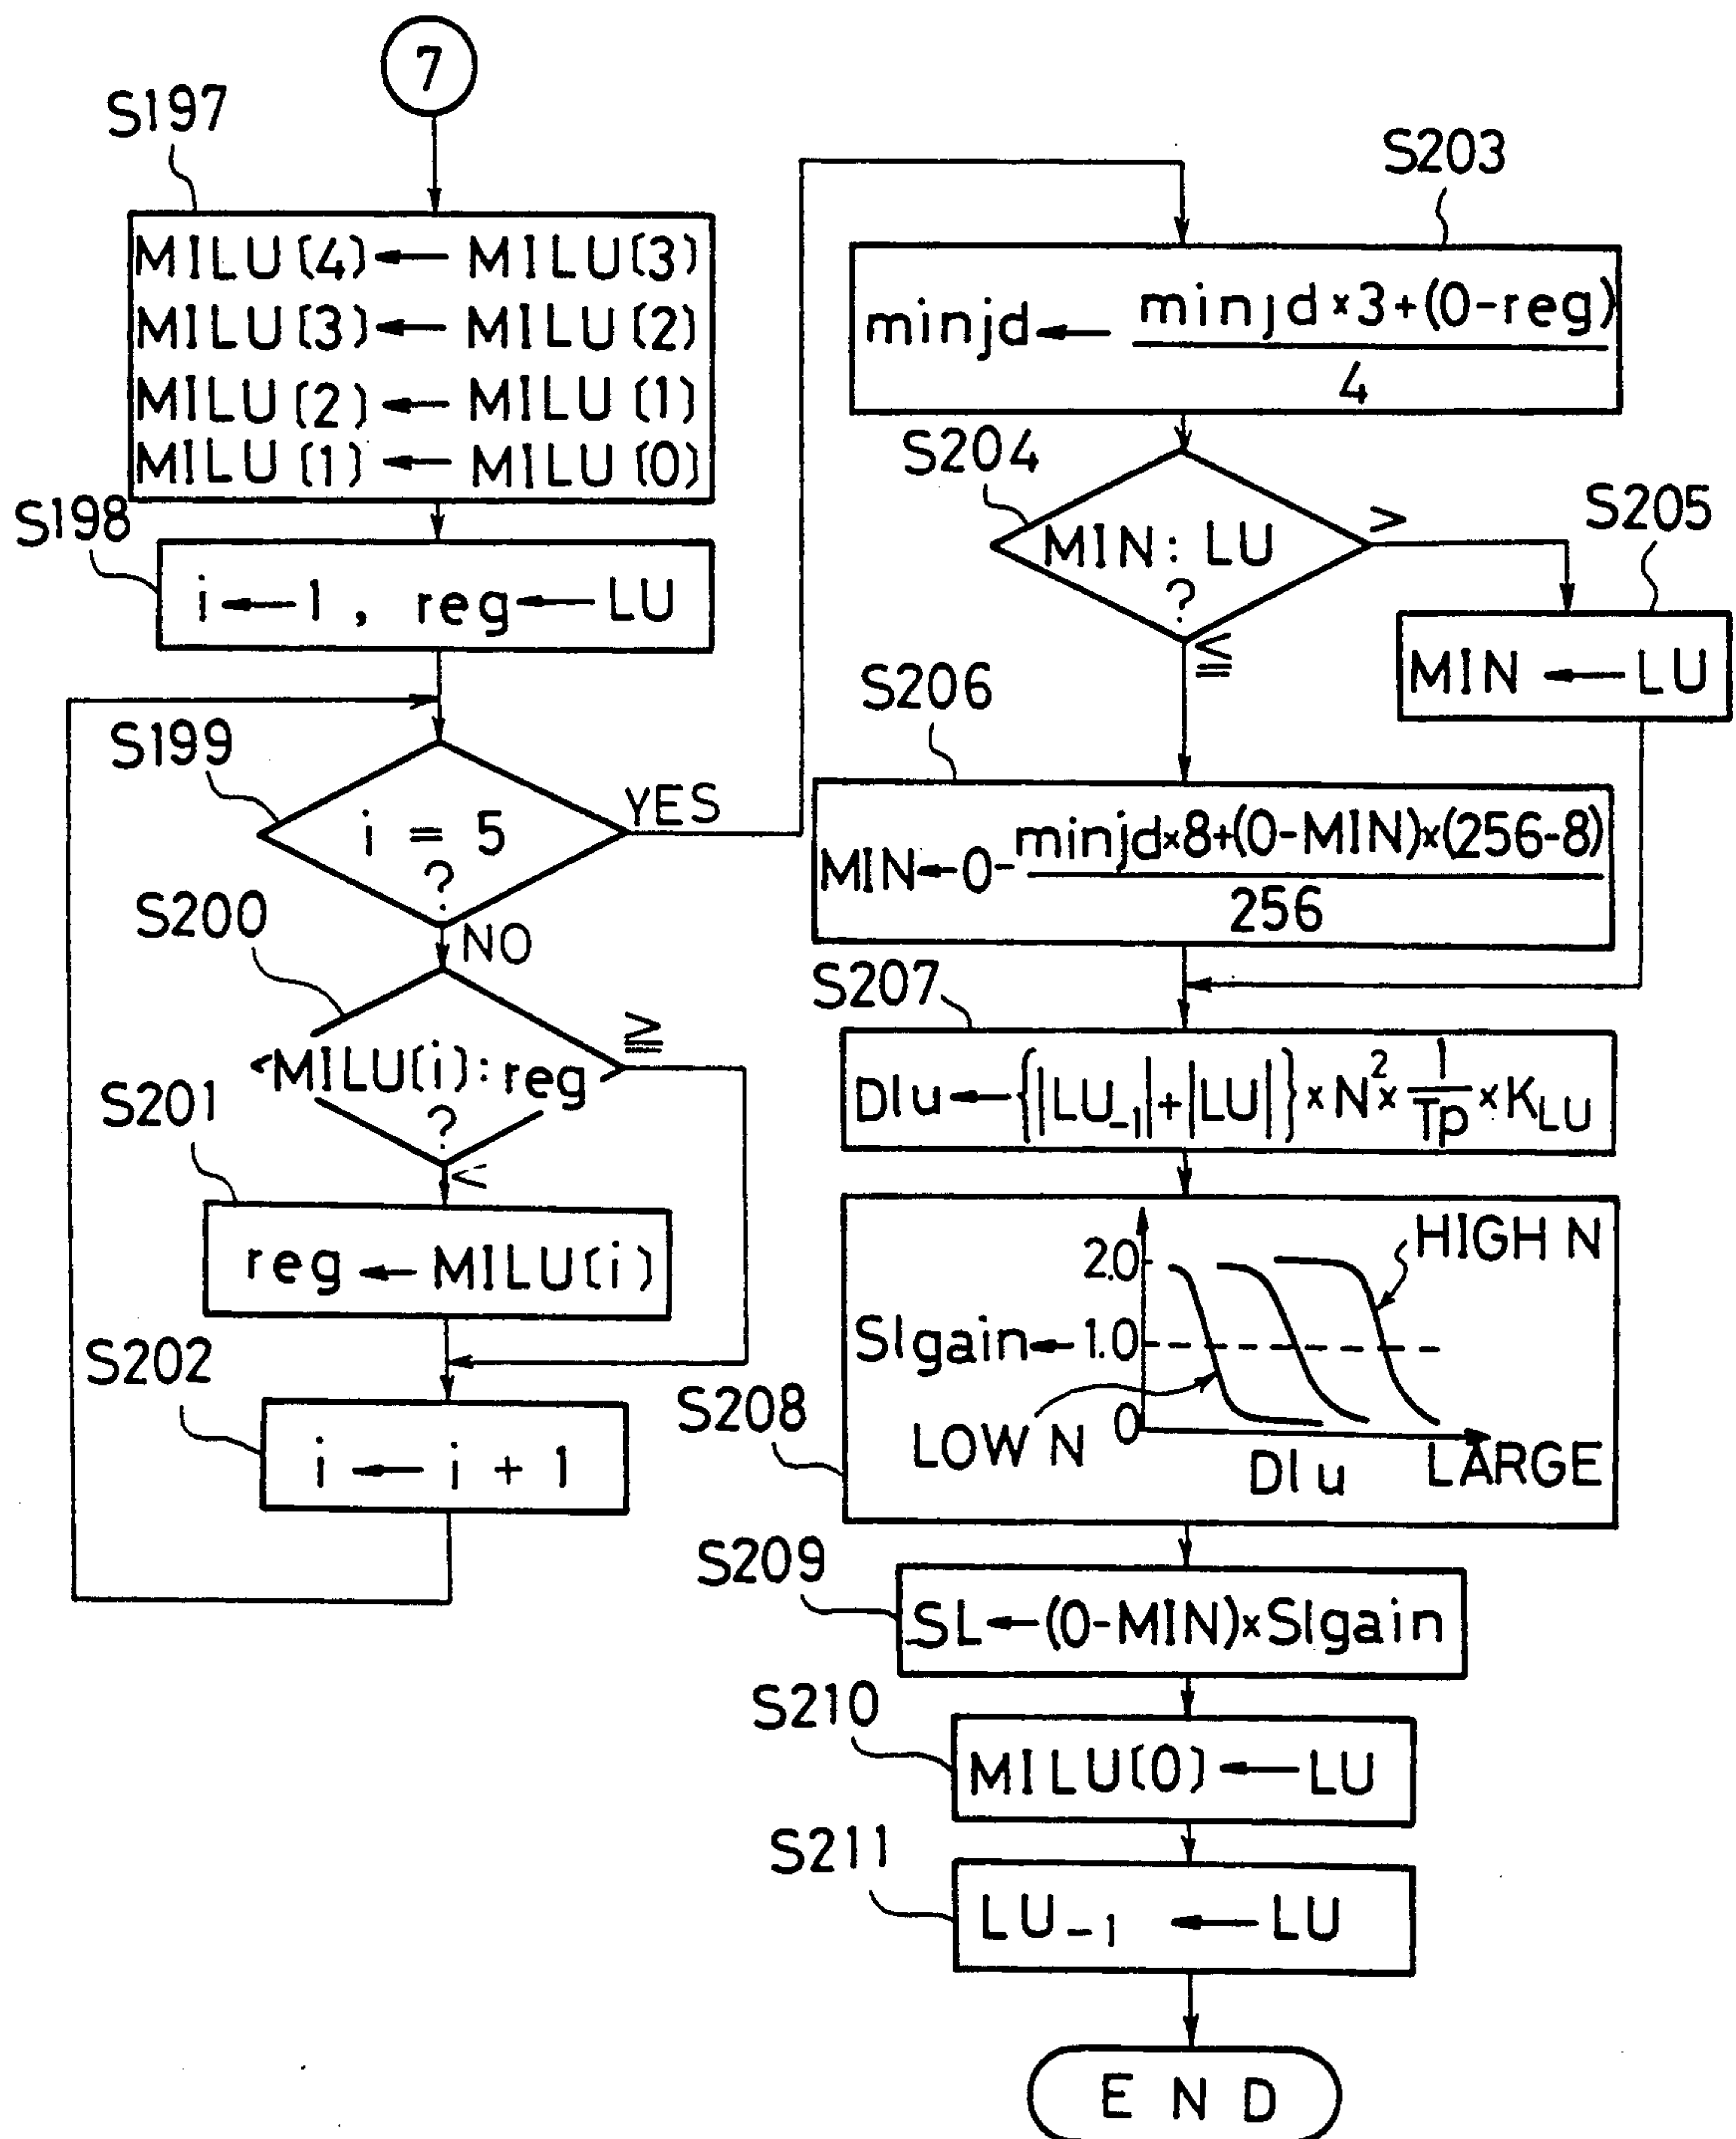 7
S197
MILU(4) ← MILU(3)
MILU(3) ← MILU(2)
MILU(2) ← MILU(1)
MILU(1) ← MILU(0)
S198
i ← 1 , reg ← LU
S199
i = 5
?
YES
NO
S200
MILU(i) : reg
?
≧
<
S201
reg ← MILU(i)
S202
i ← i + 1
S203
minjd ← minjd × 3 + (0-reg)
4
S204
MIN : LU
?
>
≦
S205
MIN ← LU
S206
MIN ← 0 - minjd × 8 + (0-MIN) × (256-8)
256
S207
Dlu ← {|LU₋₁| + |LU|} × N² × 1/Tp × K_LU
S208
HIGH N
2.0
Slgain ← 1.0
LOW N
0
Dlu
LARGE
S209
SL ← (0-MIN) × Slgain
S210
MILU(0) ← LU
S211
LU₋₁ ← LU
END